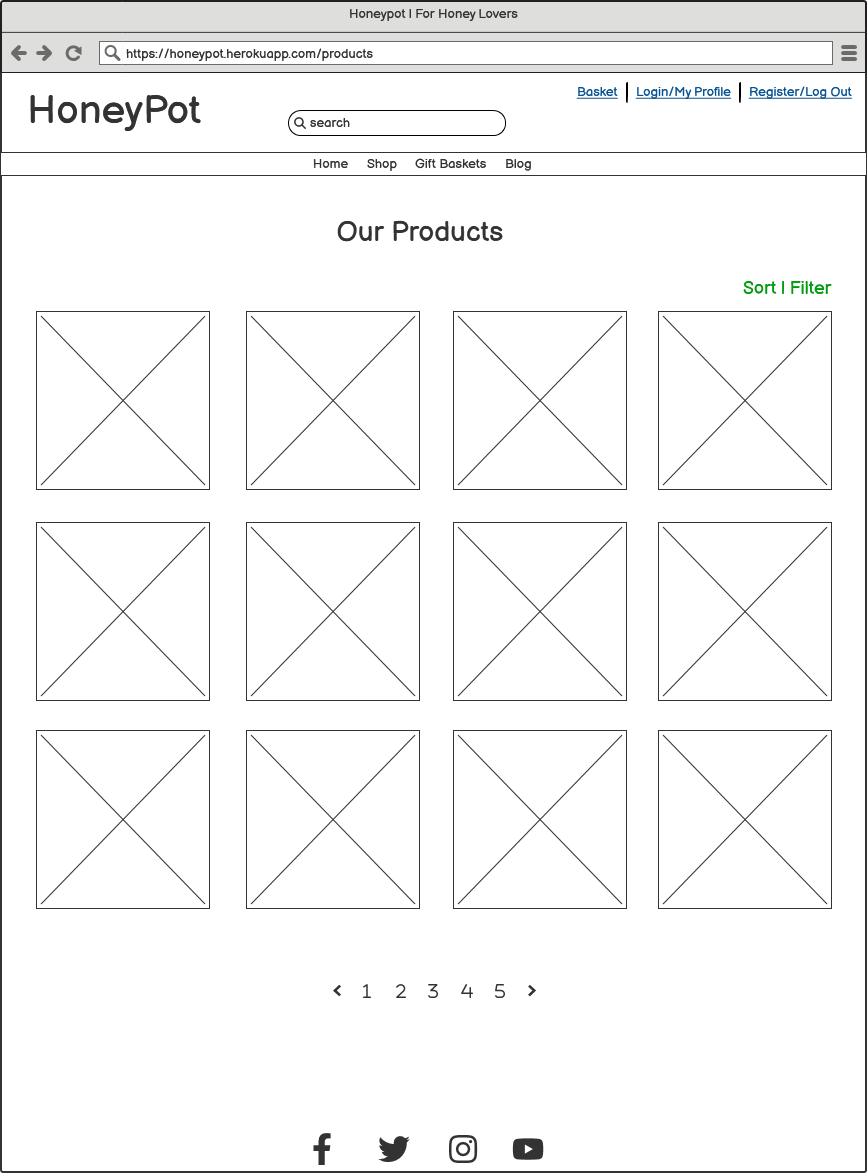 Honeypot | For Honey Lovers
https://honeypot.herokuapp.com/products
Basket | Login/My Profile | Register/Log Out
HoneyPot
search
Home Shop Gift Baskets Blog
Our Products
Sort | Filter
1 2 3 4 5